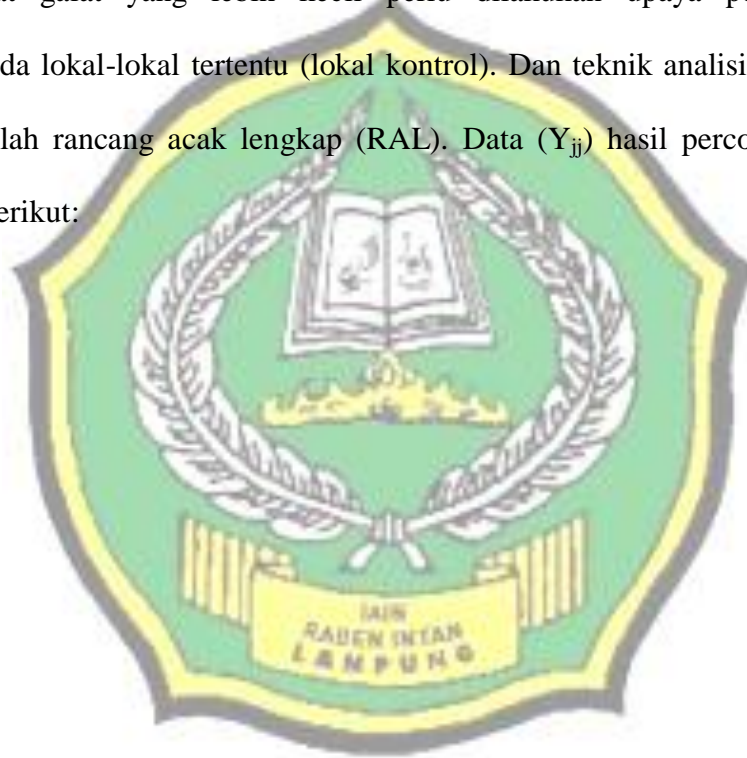 galat yang lebih kecil perlu dilakukan upaya
da lokal-lokal tertentu (lokal kontrol). Dan teknik analisi
lah rancang acak lengkap (RAL). Data (Yjj) hasil perco
erikut:
IAIN
RADEN INTAN
LAMPUNG